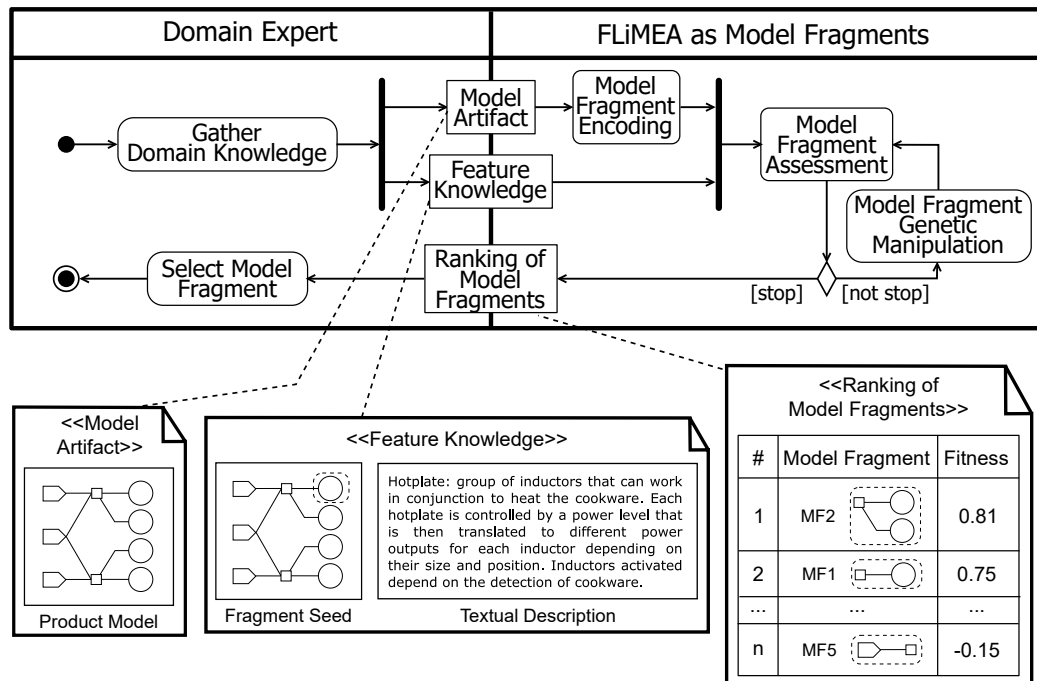 Domain Expert
FLiMEA as Model Fragments
Gather
Domain Knowledge
Model
Artifact
Model
Fragment
Encoding
Model
Fragment
Assessment
Feature
Knowledge
Model Fragment
Genetic
Manipulation
Select Model
Fragment
Ranking of
Model
Fragments
[stop]
[not stop]
<<Model
Artifact>>
Product Model
<<Feature Knowledge>>
Fragment Seed
Hotplate: group of inductors that can work
in conjunction to heat the cookware. Each
hotplate is controlled by a power level that
is then translated to different power
outputs for each inductor depending on
their size and position. Inductors activated
depend on the detection of cookware.
Textual Description
<<Ranking of
Model Fragments>>
# Model Fragment Fitness
1 MF2 0.81
2 MF1 0.75
... ... ...
n MF5 -0.15